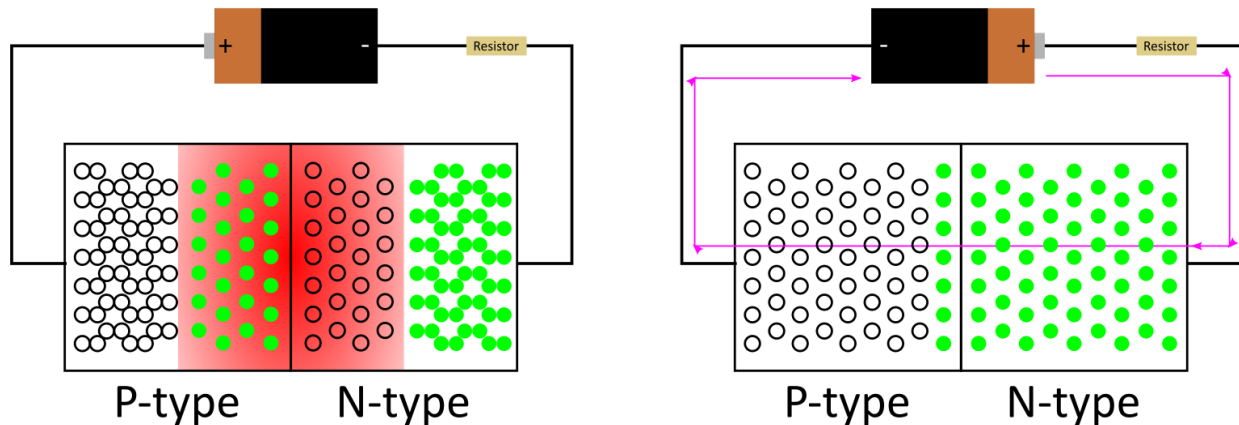 + - Resistor
- + Resistor
P-type N-type
P-type N-type